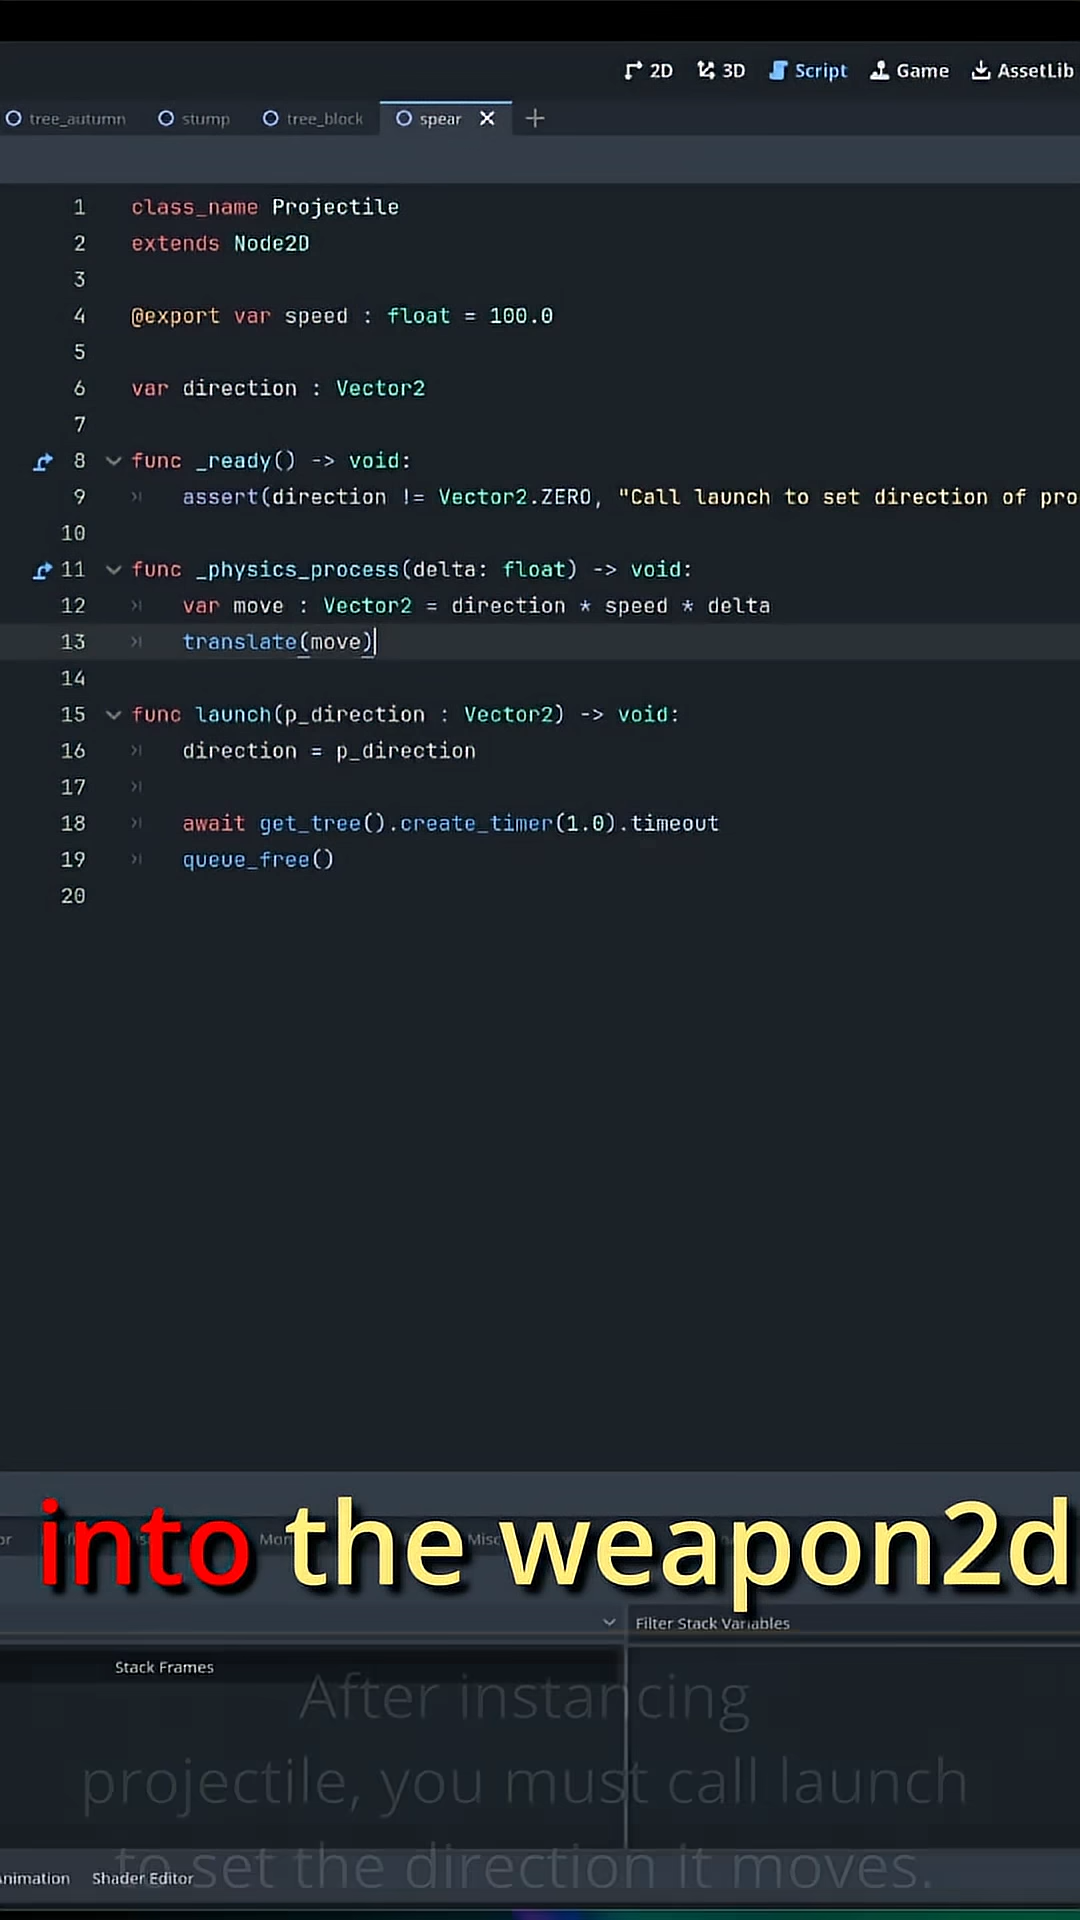 2D 3D Script Game AssetLib
tree_autumn stump tree_block spear
1 class_name Projectile
2 extends Node2D
3
4 @export var speed : float = 100.0
5
6 var direction : Vector2
7
8 func _ready() -> void:
9 assert(direction != Vector2.ZERO, "Call launch to set direction of pro
10
11 func _physics_process(delta: float) -> void:
12 var move : Vector2 = direction * speed * delta
13 translate(move)
14
15 func launch(p_direction : Vector2) -> void:
16 direction = p_direction
17
18 await get_tree().create_timer(1.0).timeout
19 queue_free()
20
into the weapon2d
Filter Stack Variables
Stack Frames
After instancing
projectile, you must call launch
to set the direction it moves.
nimation Shader Editor